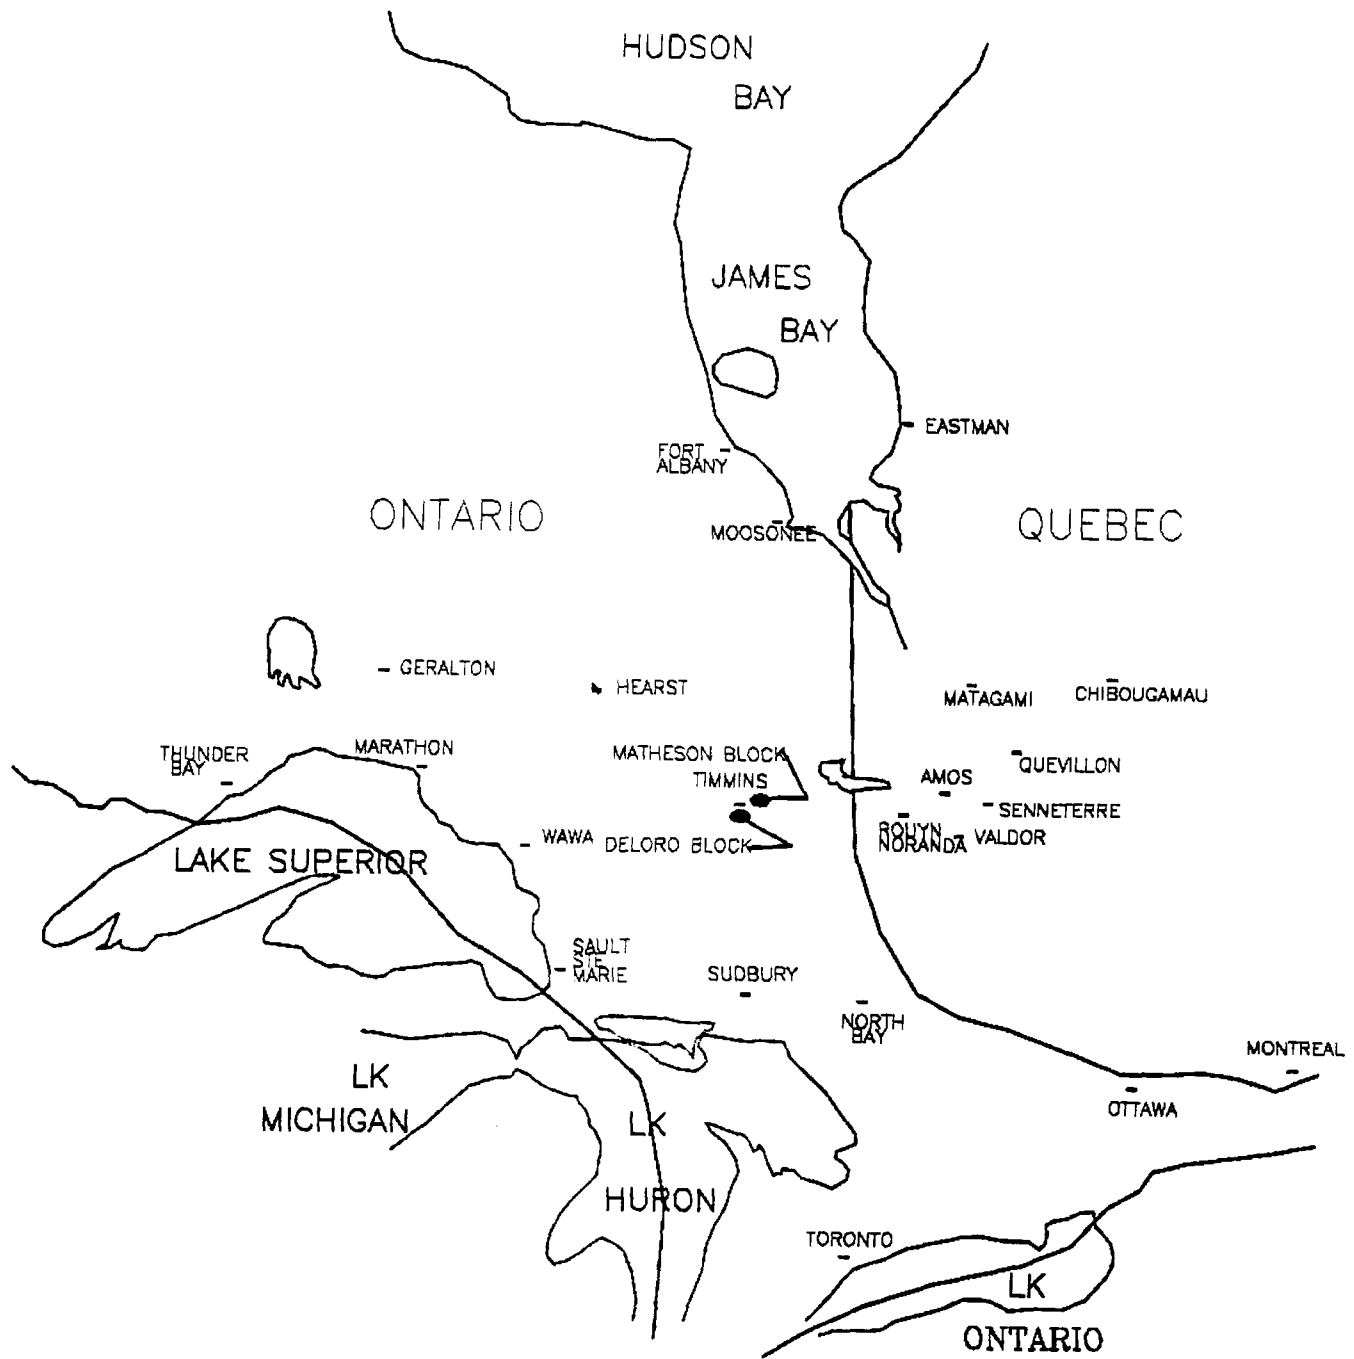 HUDSON
BAY
JAMES
BAY
EASTMAN
FORT
ALBANY
ONTARIO
QUEBEC
MOOSONEE
GERALTON
HEARST
MATAGAMI
CHIBOUGAMAU
THUNDER
BAY
MARATHON
MATHESON BLOCK
TIMMINS
QUEVILLON
AMOS
SENNETERRE
WAWA
DELORO BLOCK
ROUYN
NORANDA
VALDOR
LAKE SUPERIOR
SAULT
STE
MARIE
SUDBURY
NORTH
BAY
MONTREAL
OTTAWA
LK
MICHIGAN
LK
HURON
TORONTO
LK
ONTARIO